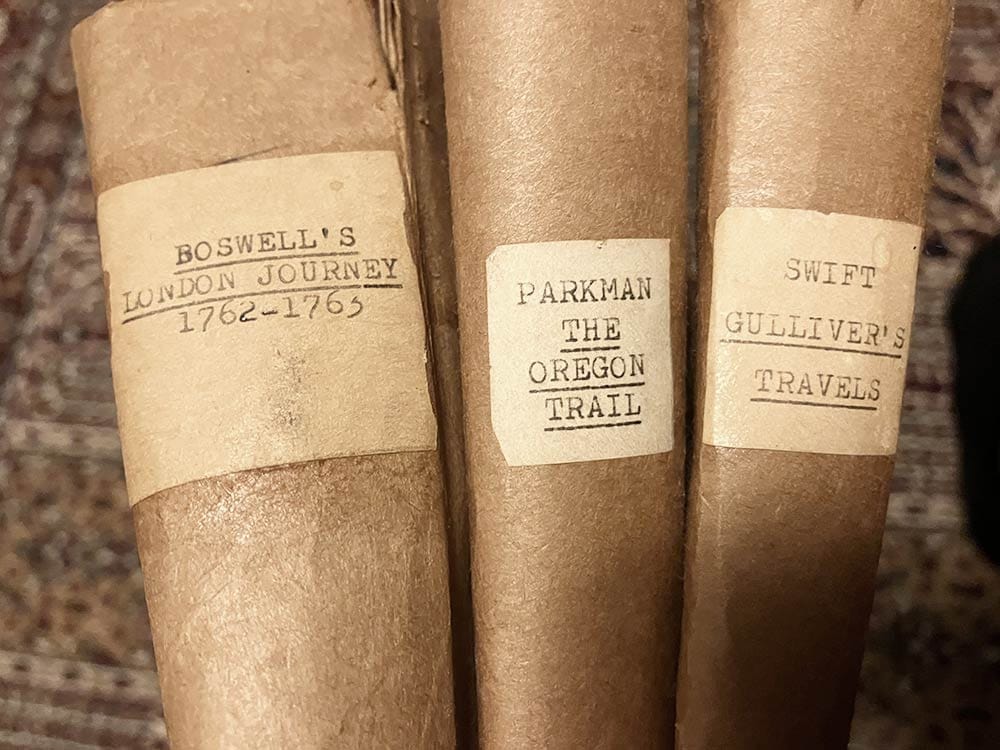 BOSWELL'S
LONDON JOURNEY
1762-1763
PARKMAN
THE
OREGON
TRAIL
SWIFT
GULLIVER'S
TRAVELS